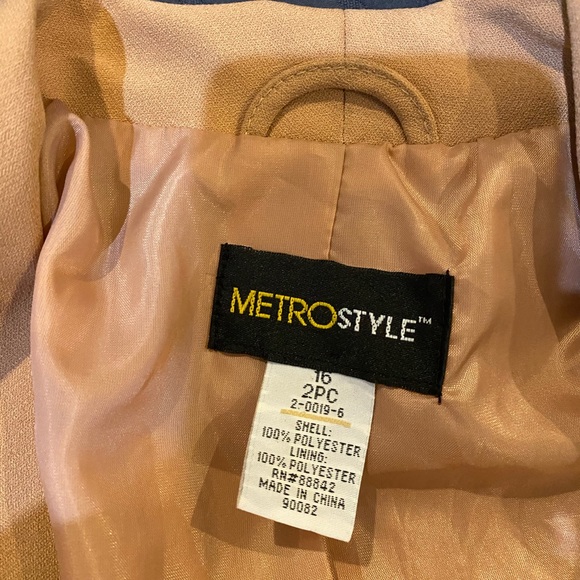 METROSTYLE™
16
2PC
2-0019-6
SHELL:
100% POLYESTER
LINING:
100% POLYESTER
RN#88842
MADE IN CHINA
90082